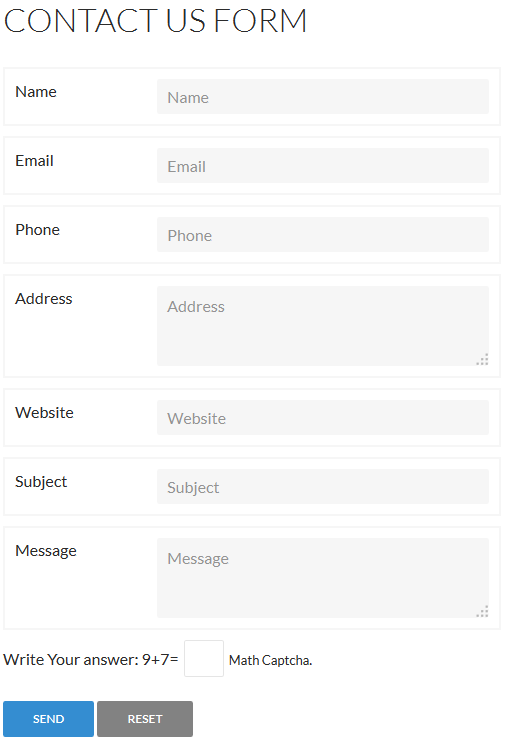 CONTACT US FORM
Name Name
Email Email
Phone Phone
Address Address
Website Website
Subject Subject
Message Message
Write Your answer: 9+7= Math Captcha.
SEND RESET